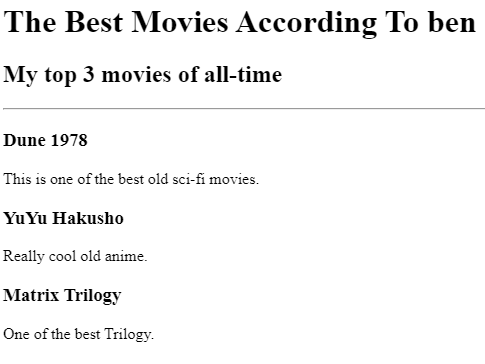 The Best Movies According To ben
My top 3 movies of all-time
Dune 1978
This is one of the best old sci-fi movies.
YuYu Hakusho
Really cool old anime.
Matrix Trilogy
One of the best Trilogy.